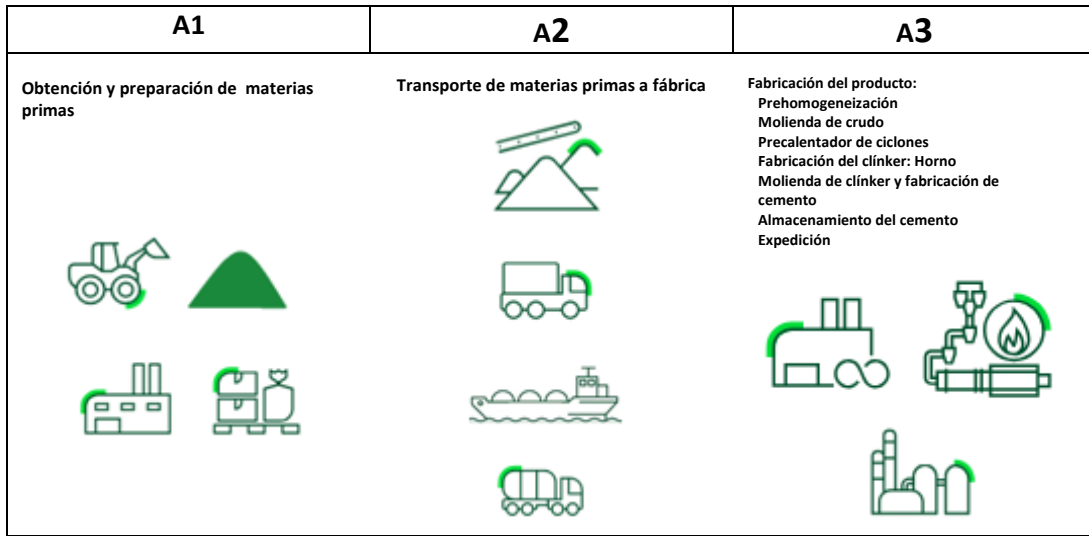 A1
A2
A3
Obtención y preparación de materias
primas
Transporte de materias primas a fábrica
Fabricación del producto:
Prehomogeneización
Molienda de crudo
Precalentador de ciclones
Fabricación del clínker: Horno
Molienda de clínker y fabricación de
cemento
Almacenamiento del cemento
Expedición